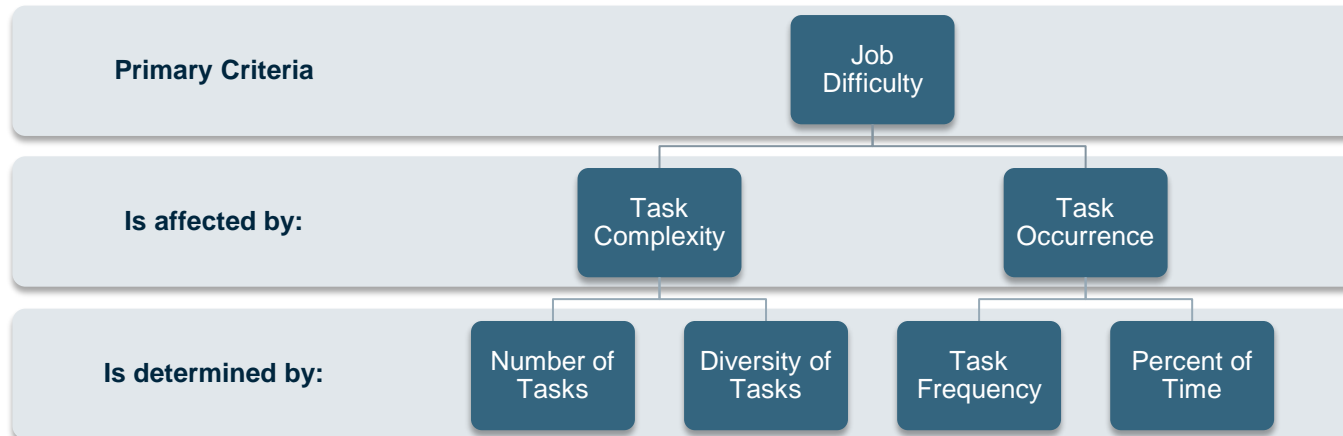 Primary Criteria
Job
Difficulty
Is affected by:
Task
Complexity
Task
Occurrence
Is determined by:
Number of
Tasks
Diversity of
Tasks
Task
Frequency
Percent of
Time